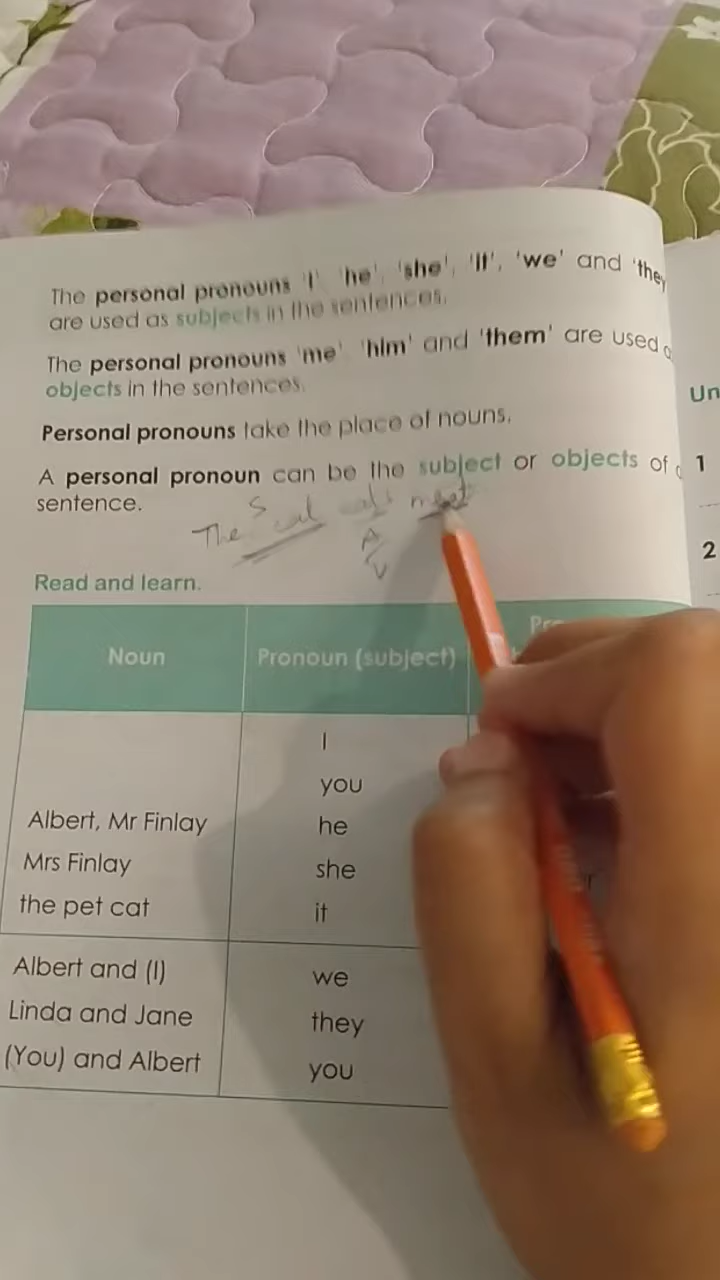 The personal pronouns 'I' 'he', 'she', 'it', 'we' and 'they
are used as subjects in the sentences.
The personal pronouns 'me' 'him' and 'them' are used
objects in the sentences.
Personal pronouns take the place of nouns.
A personal pronoun can be the subject or objects of
sentence.
The cat eats meat
S
A
V
Read and learn.
Noun
Pronoun (subject)
I
you
Albert, Mr Finlay
he
Mrs Finlay
she
the pet cat
it
Albert and (I)
we
Linda and Jane
they
(You) and Albert
you
Un
1
2